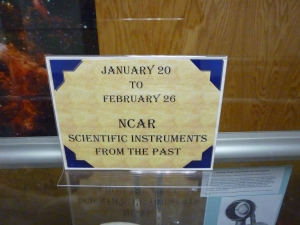 JANUARY 20
TO
FEBRUARY 26
NCAR
SCIENTIFIC INSTRUMENTS
FROM THE PAST